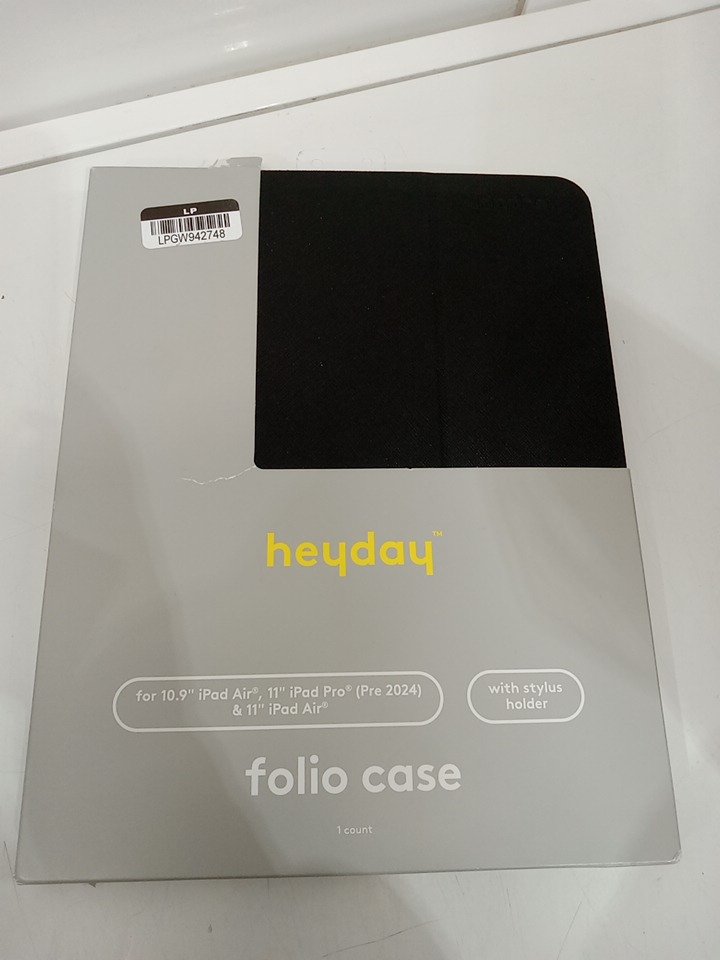 LP
LPGW942748
heyday™
for 10.9" iPad Air®, 11" iPad Pro® (Pre 2024)
& 11" iPad Air®
with stylus
holder
folio case
1 count